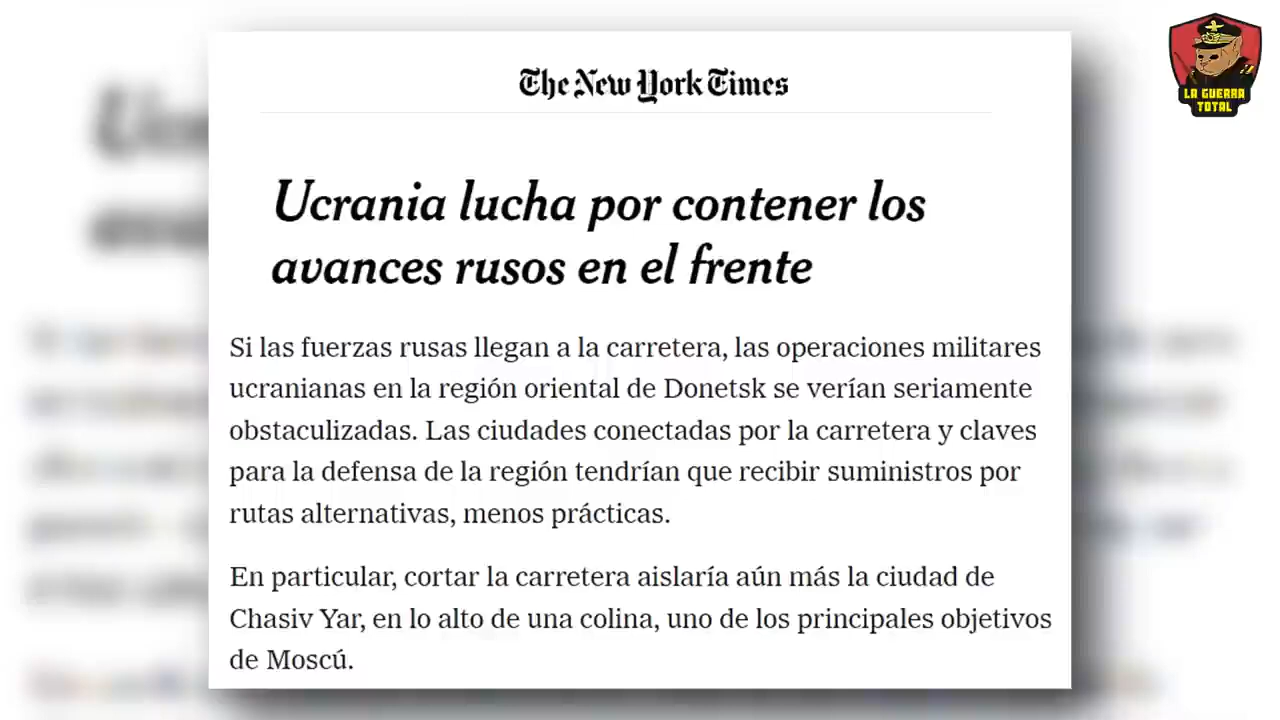 The New York Times
LA GUERRA
TOTAL
Ucrania lucha por contener los
avances rusos en el frente
Si las fuerzas rusas llegan a la carretera, las operaciones militares
ucranianas en la región oriental de Donetsk se verían seriamente
obstaculizadas. Las ciudades conectadas por la carretera y claves
para la defensa de la región tendrían que recibir suministros por
rutas alternativas, menos prácticas.
En particular, cortar la carretera aislaría aún más la ciudad de
Chasiv Yar, en lo alto de una colina, uno de los principales objetivos
de Moscú.